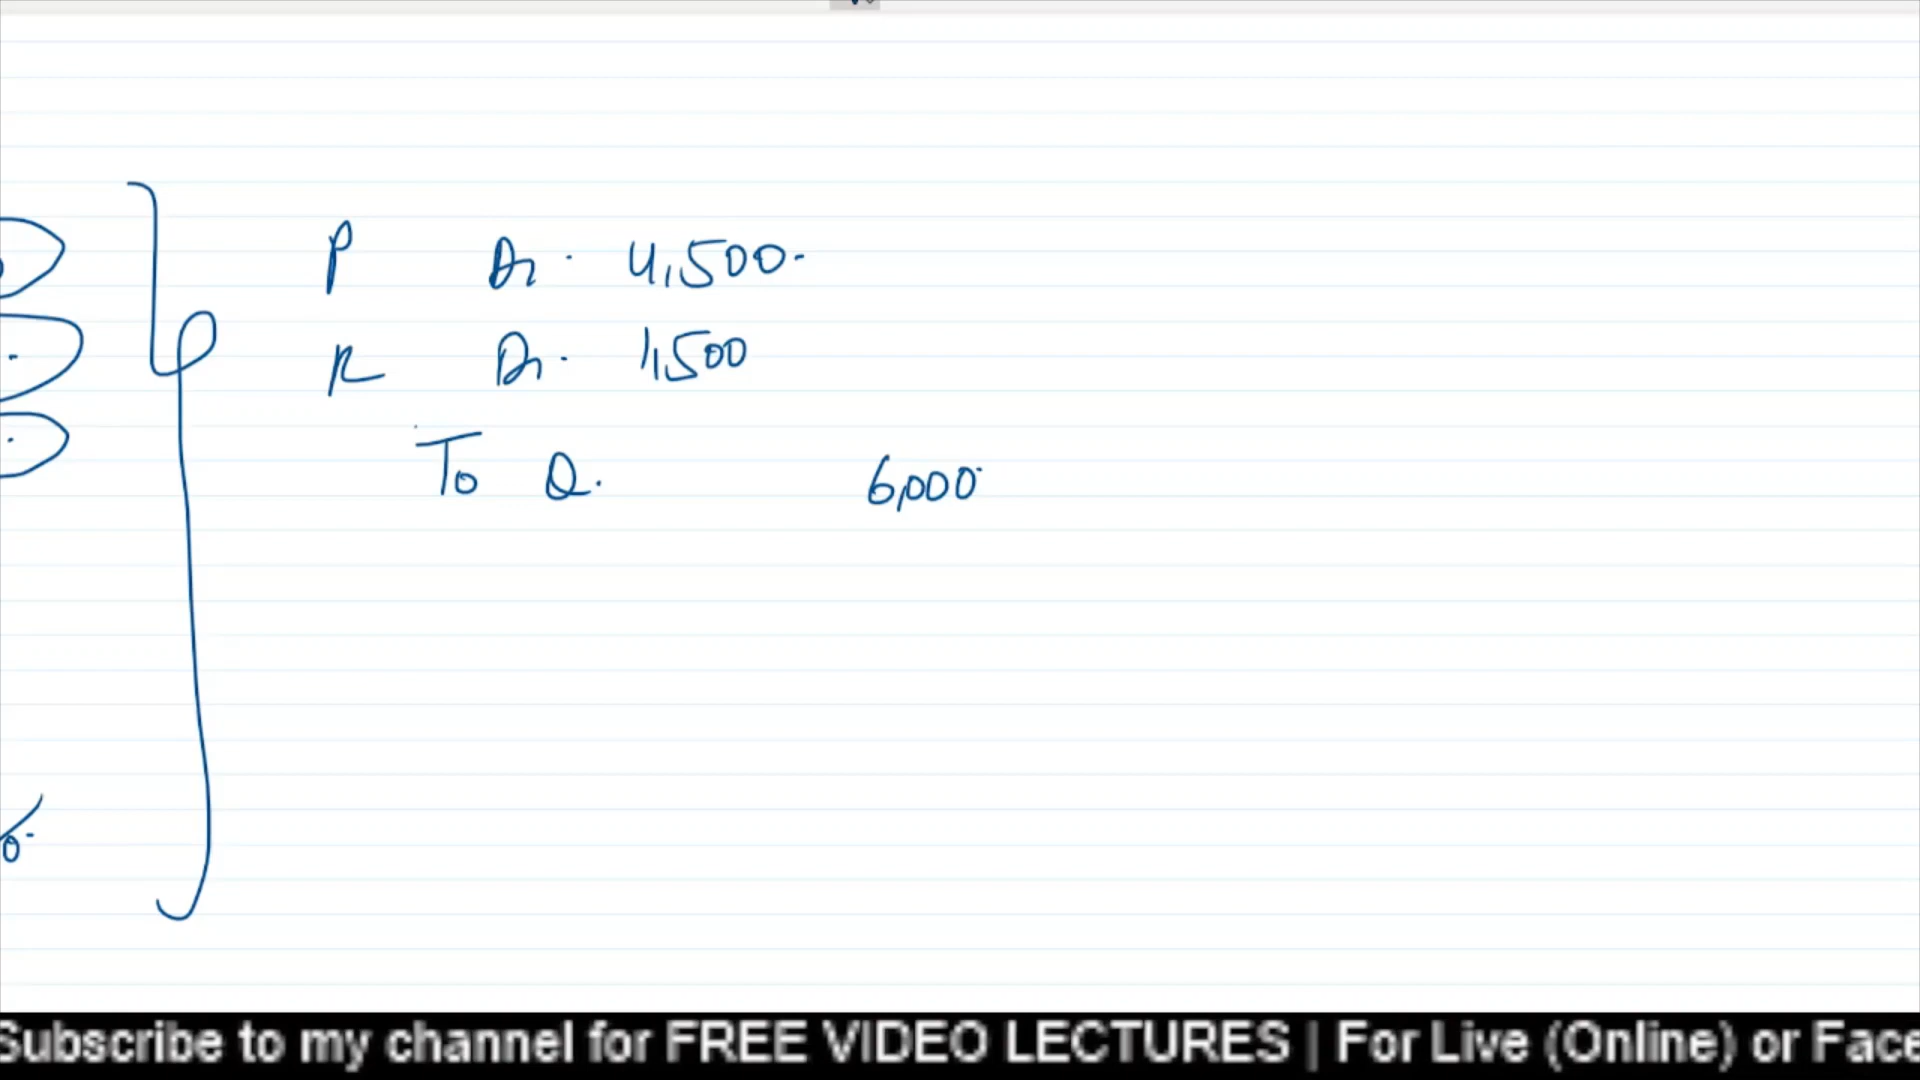 P Dr. 4,500.
R Dr. 1,500
To Q. 6,000
Subscribe to my channel for FREE VIDEO LECTURES | For Live (Online) or Face